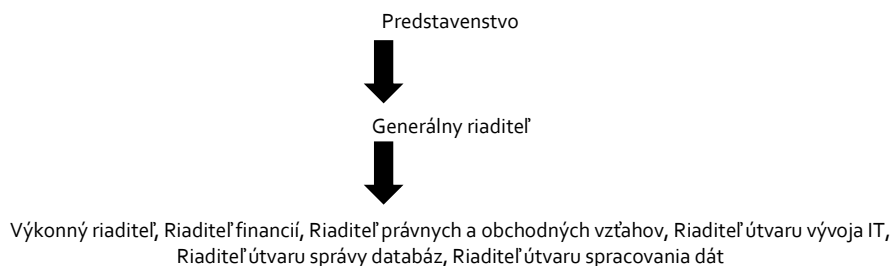 Predstavenstvo
Generálny riaditeľ
Výkonný riaditeľ, Riaditeľ financií, Riaditeľ právnych a obchodných vzťahov, Riaditeľ útvaru vývoja IT,
Riaditeľ útvaru správy databáz, Riaditeľ útvaru spracovania dát